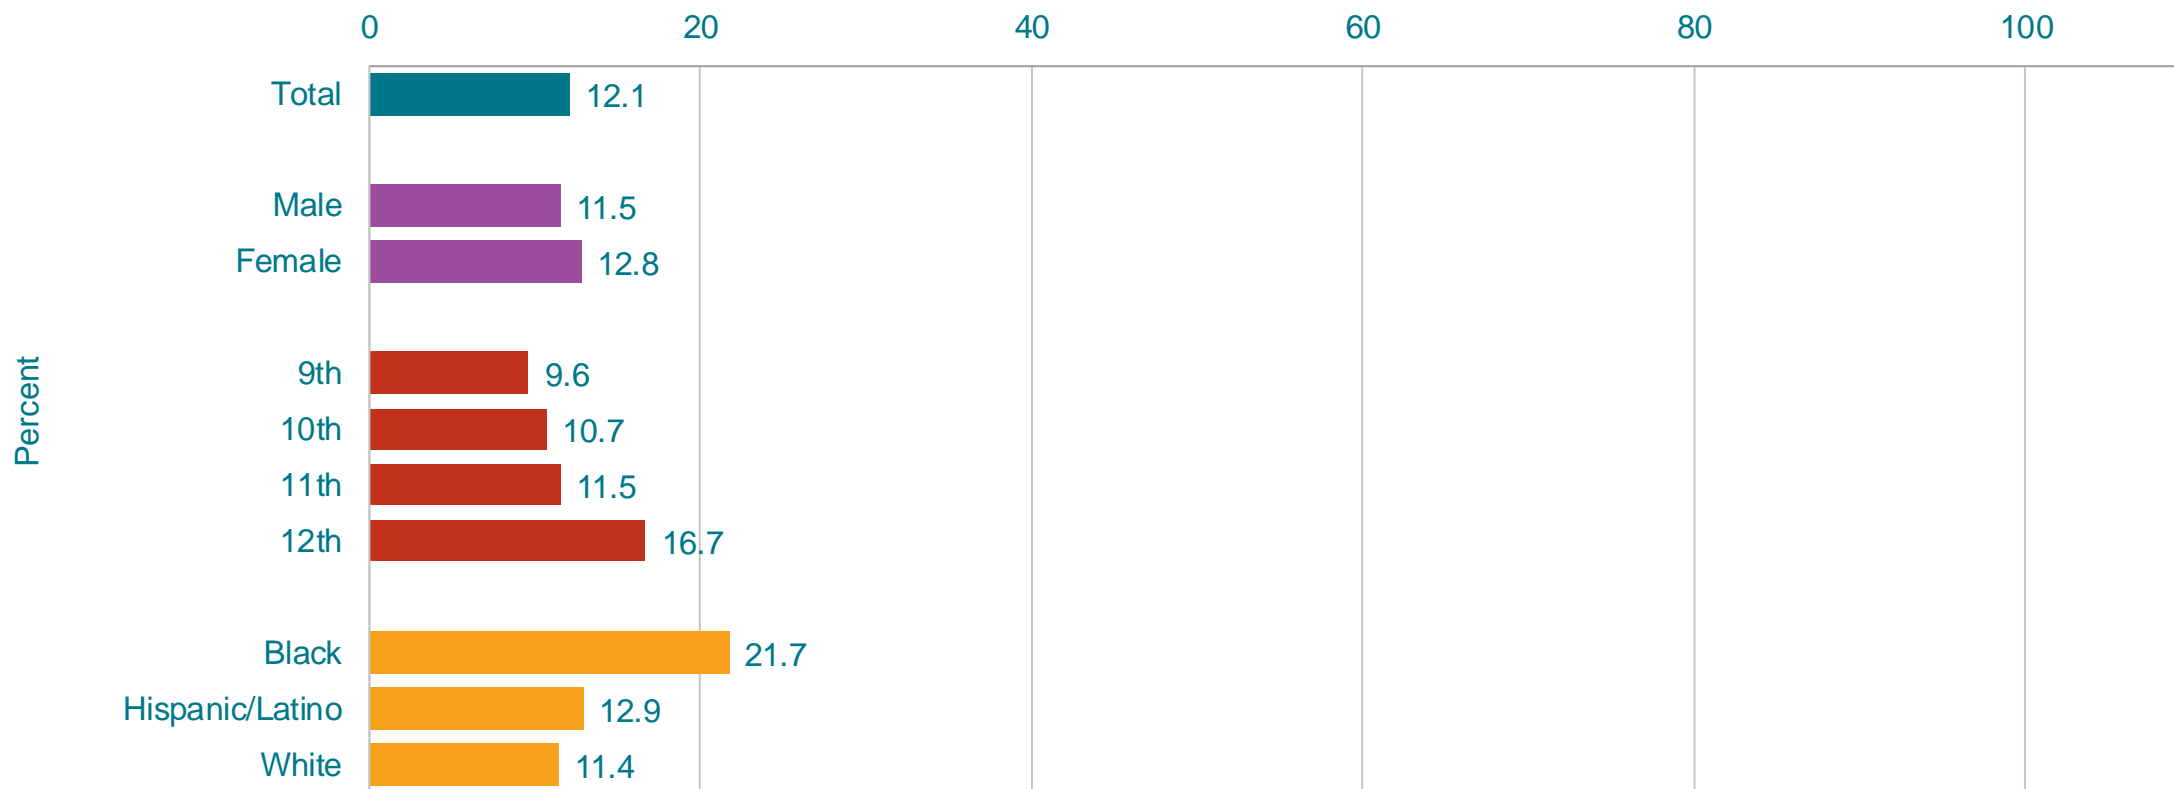 0 20 40 60 80 100
Total 12.1
Male 11.5
Female 12.8
Percent
9th 9.6
10th 10.7
11th 11.5
12th 16.7
Black 21.7
Hispanic/Latino 12.9
White 11.4